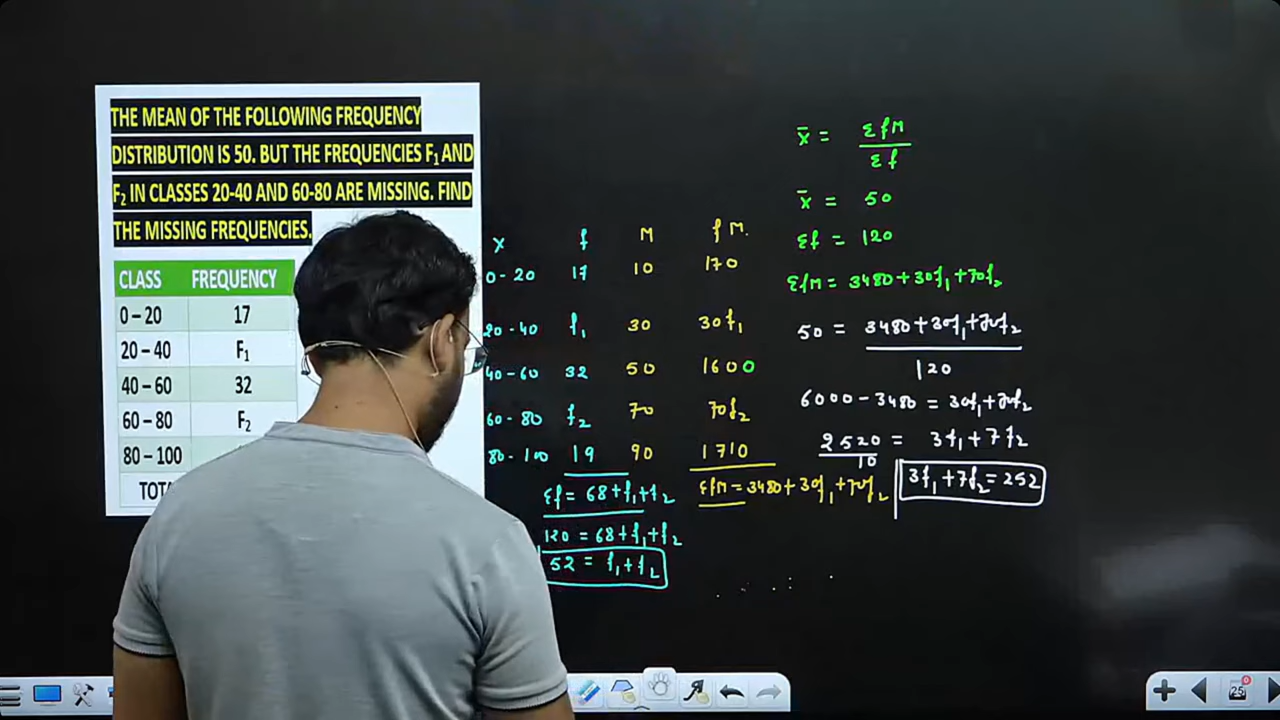 THE MEAN OF THE FOLLOWING FREQUENCY
DISTRIBUTION IS 50. BUT THE FREQUENCIES F₁ AND
F₂ IN CLASSES 20-40 AND 60-80 ARE MISSING. FIND
THE MISSING FREQUENCIES.
CLASS FREQUENCY
0 – 20 17
20 – 40 F₁
40 – 60 32
60 – 80 F₂
80 – 100
X f M fM.
0 - 20 17 10 170
20 - 40 f₁ 30 30f₁
40 - 60 32 50 1600
60 - 80 f₂ 70 70f₂
80 - 100 19 90 1710
Σf = 68+f₁+f₂
ΣfM = 3480+30f₁+70f₂
120 = 68+f₁+f₂
52 = f₁+f₂
x̄ = ΣfM / Σf
x̄ = 50
Σf = 120
ΣfM = 3480+30f₁+70f₂
50 = 3480+30f₁+70f₂ / 120
6000 - 3480 = 30f₁+70f₂
2520 / 10 = 3f₁+7f₂
3f₁+7f₂ = 252
25